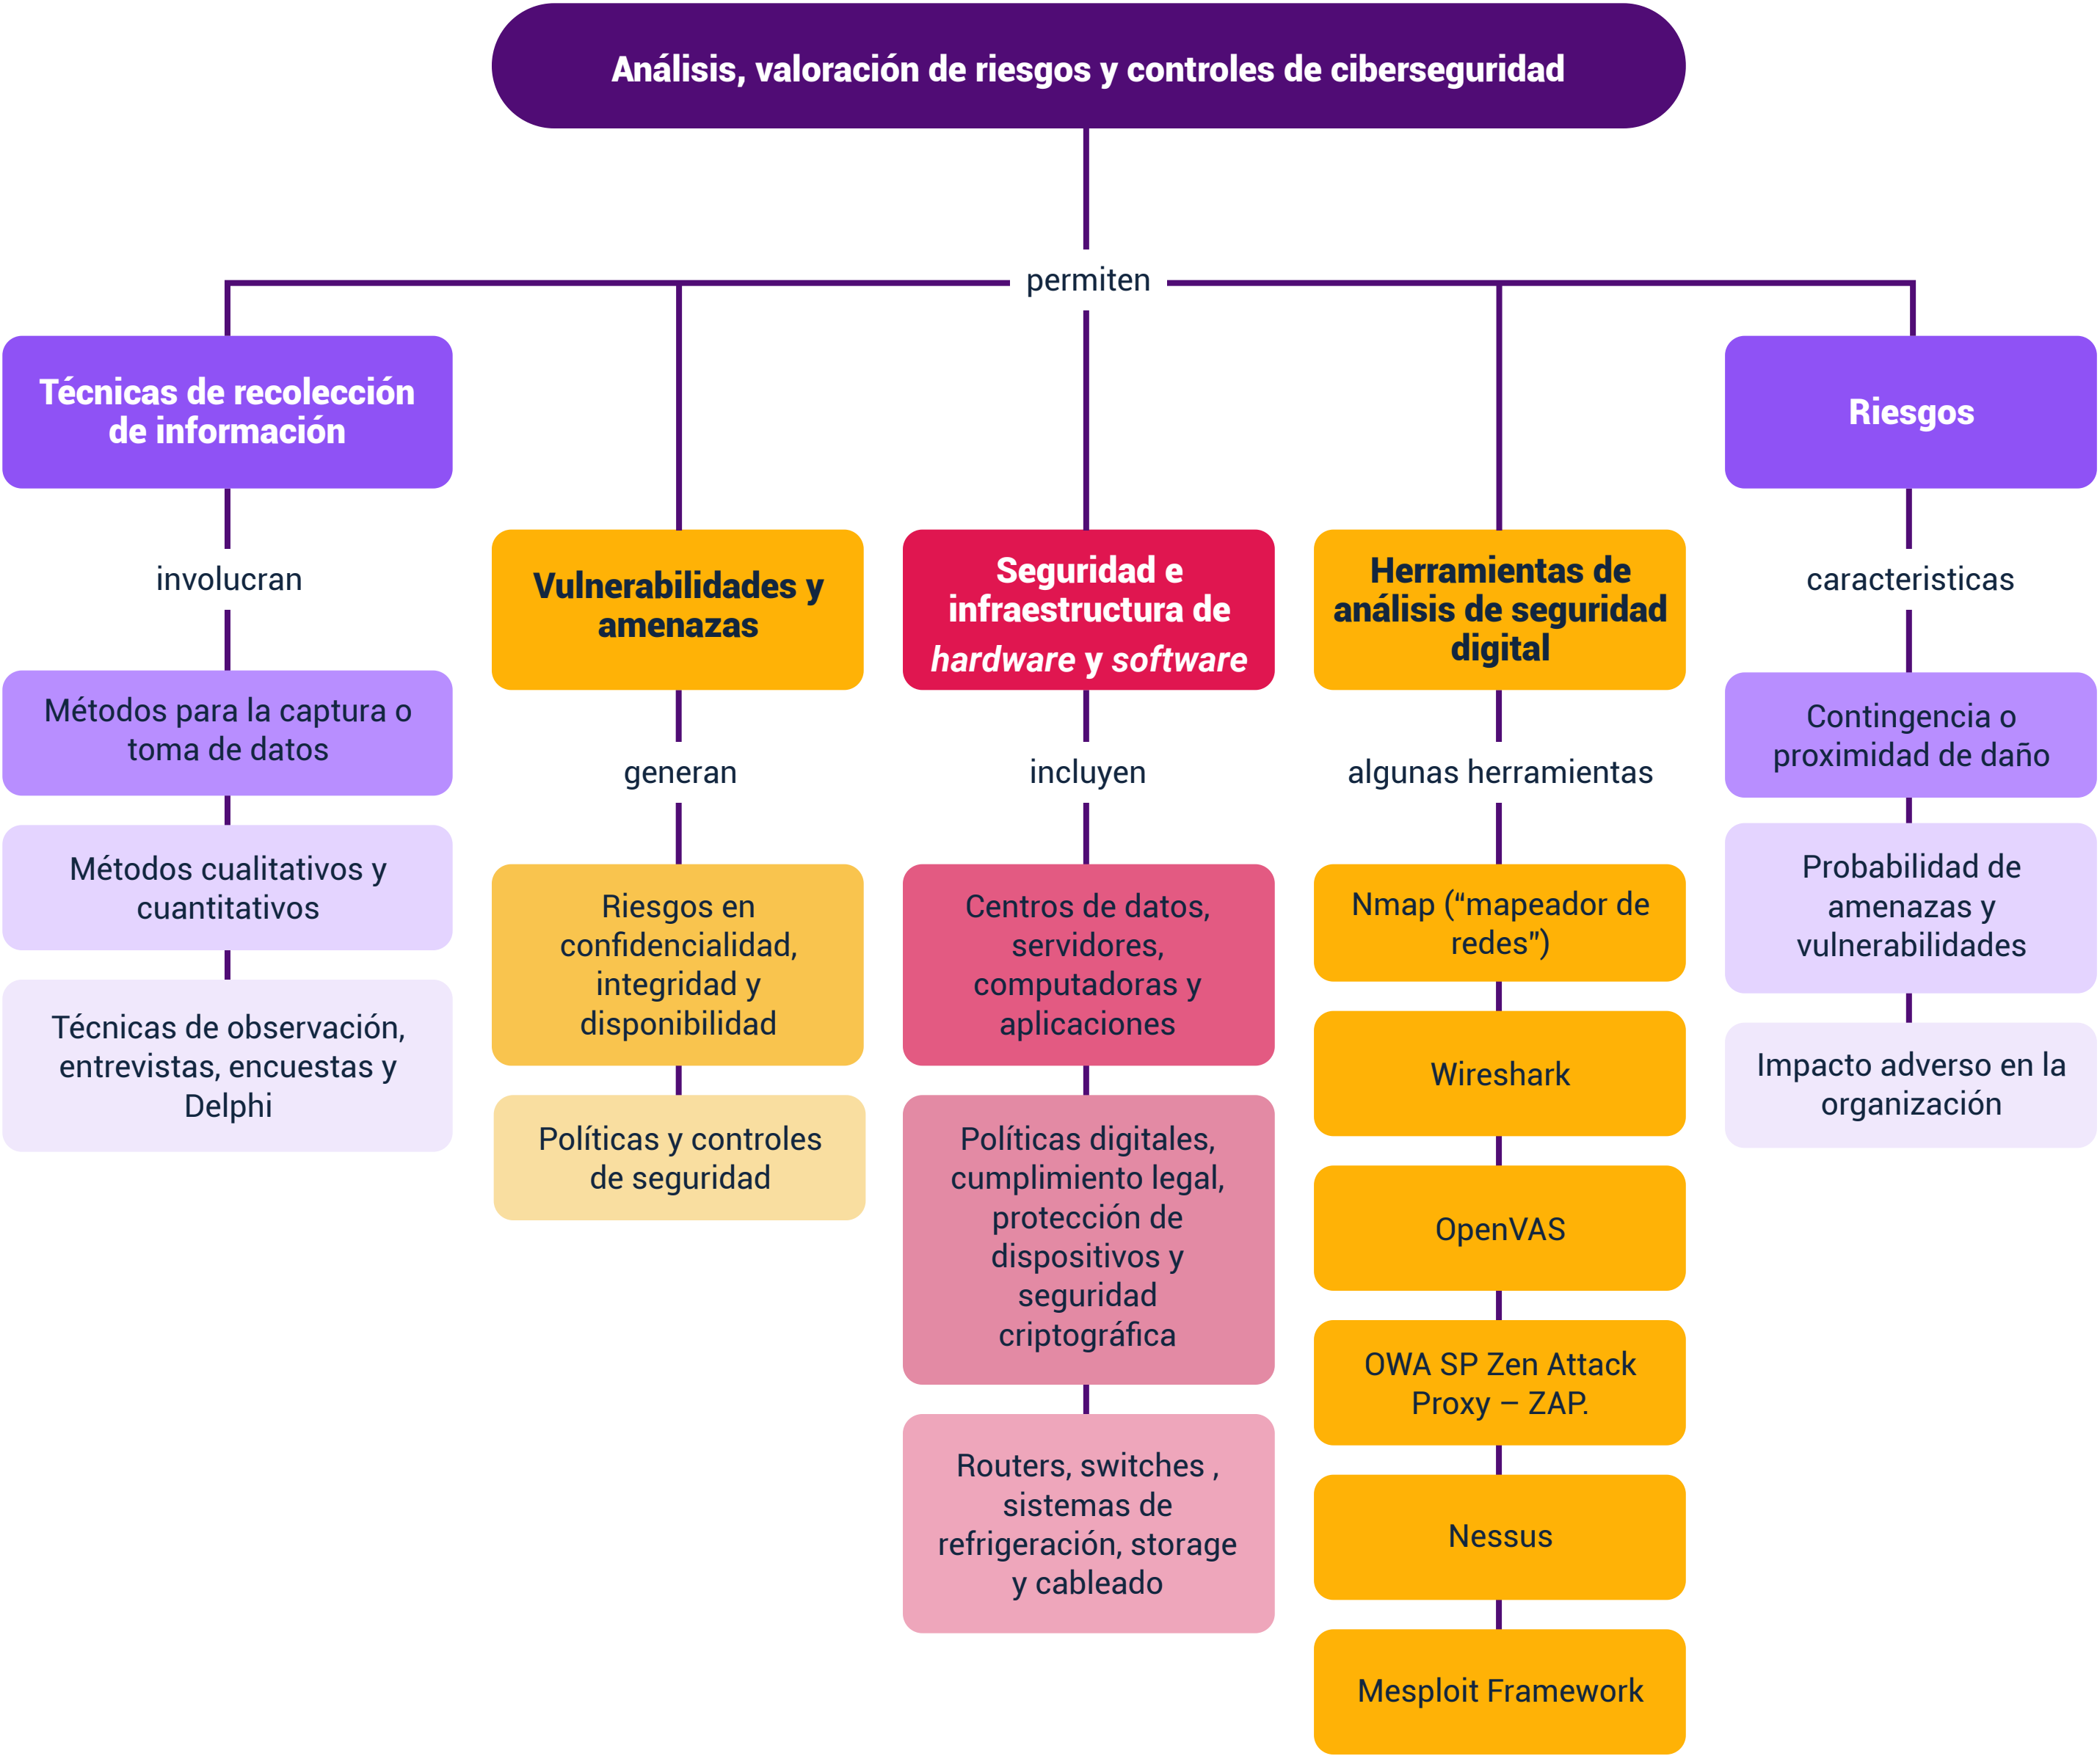 Análisis, valoración de riesgos y controles de ciberseguridad
permiten
Técnicas de recolección
de información
involucran
Métodos para la captura o
toma de datos
Métodos cualitativos y
cuantitativos
Técnicas de observación,
entrevistas, encuestas y
Delphi
Vulnerabilidades y
amenazas
generan
Riesgos en
confidencialidad,
integridad y
disponibilidad
Políticas y controles
de seguridad
Seguridad e
infraestructura de
hardware y software
incluyen
Centros de datos,
servidores,
computadoras y
aplicaciones
Políticas digitales,
cumplimiento legal,
protección de
dispositivos y
seguridad
criptográfica
Routers, switches ,
sistemas de
refrigeración, storage
y cableado
Herramientas de
análisis de seguridad
digital
algunas herramientas
Nmap (“mapeador de
redes”)
Wireshark
OpenVAS
OWA SP Zen Attack
Proxy – ZAP.
Nessus
Mesploit Framework
Riesgos
caracteristicas
Contingencia o
proximidad de daño
Probabilidad de
amenazas y
vulnerabilidades
Impacto adverso en la
organización